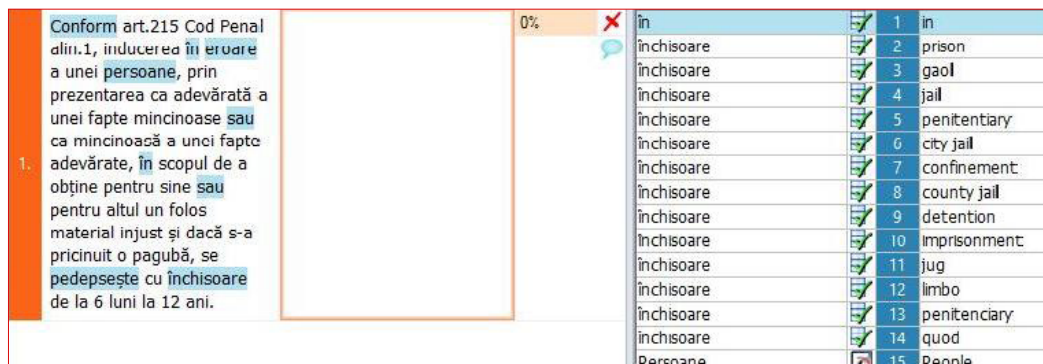 1.
Conform art.215 Cod Penal
alin.1, inducerea în eroare
a unei persoane, prin
prezentarea ca adevărată a
unei fapte mincinoase sau
ca mincinoasă a unei fapte
adevărate, în scopul de a
obține pentru sine sau
pentru altul un folos
material injust și dacă s-a
pricinuit o pagubă, se
pedepsește cu închisoare
de la 6 luni la 12 ani.
0%
în 1 in
închisoare 2 prison
închisoare 3 gaol
închisoare 4 jail
închisoare 5 penitentiary
închisoare 6 city jail
închisoare 7 confinement
închisoare 8 county jail
închisoare 9 detention
închisoare 10 imprisonment
închisoare 11 jug
închisoare 12 limbo
închisoare 13 penitenciary
închisoare 14 quod
Persoane 15 People